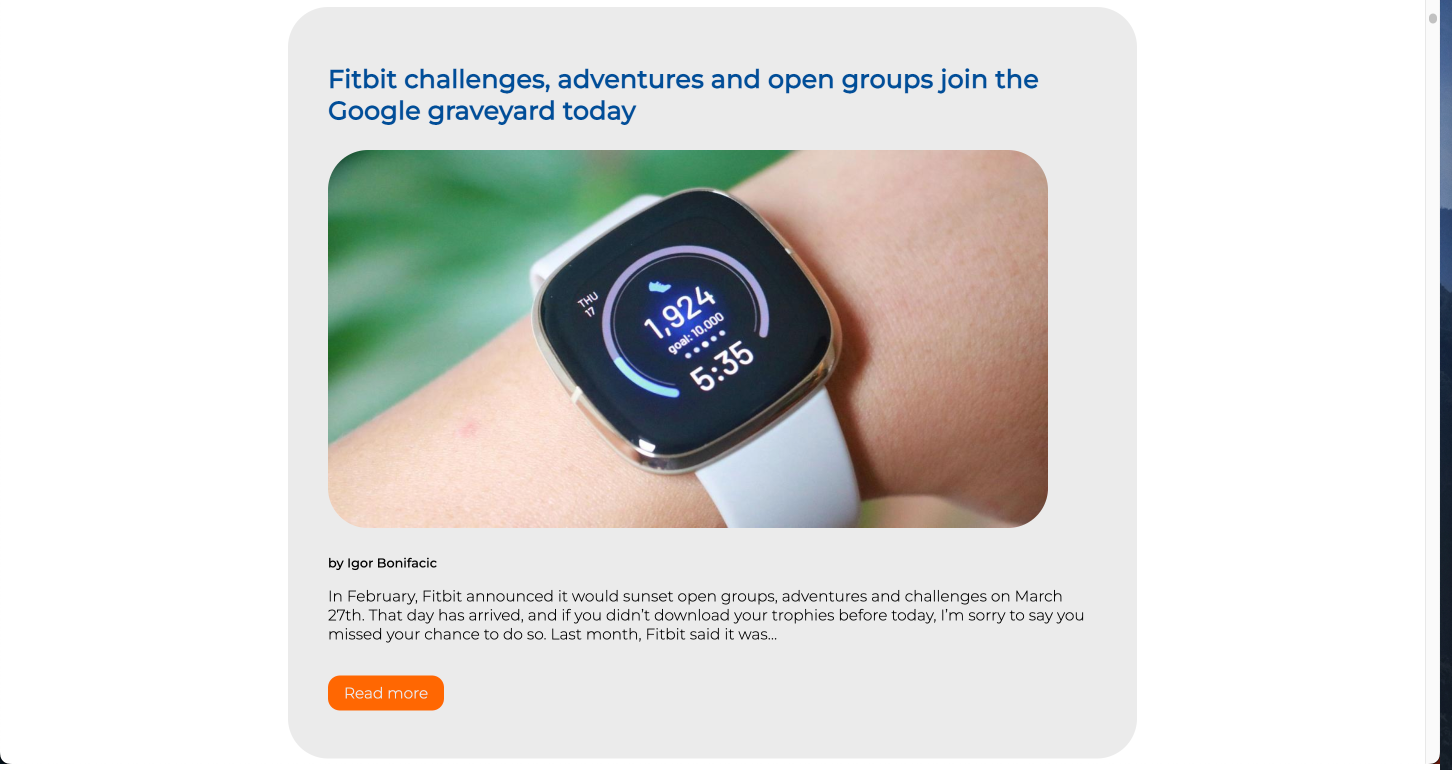 Fitbit challenges, adventures and open groups join the
Google graveyard today
THU
17
1,924
goal: 10,000
5:35
by Igor Bonifacic
In February, Fitbit announced it would sunset open groups, adventures and challenges on March
27th. That day has arrived, and if you didn’t download your trophies before today, I’m sorry to say you
missed your chance to do so. Last month, Fitbit said it was...
Read more